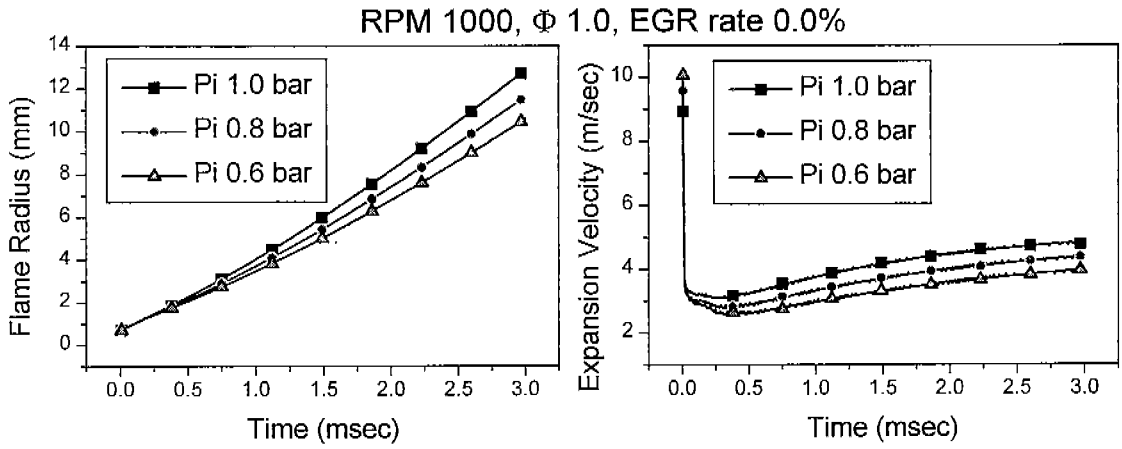 RPM 1000, Φ 1.0, EGR rate 0.0%
Flame Radius (mm)
14
12
10
8
6
4
2
0
Pi 1.0 bar
Pi 0.8 bar
Pi 0.6 bar
0.0 0.5 1.0 1.5 2.0 2.5 3.0
Time (msec)
Expansion Velocity (m/sec)
10
8
6
4
2
Pi 1.0 bar
Pi 0.8 bar
Pi 0.6 bar
0.0 0.5 1.0 1.5 2.0 2.5 3.0
Time (msec)